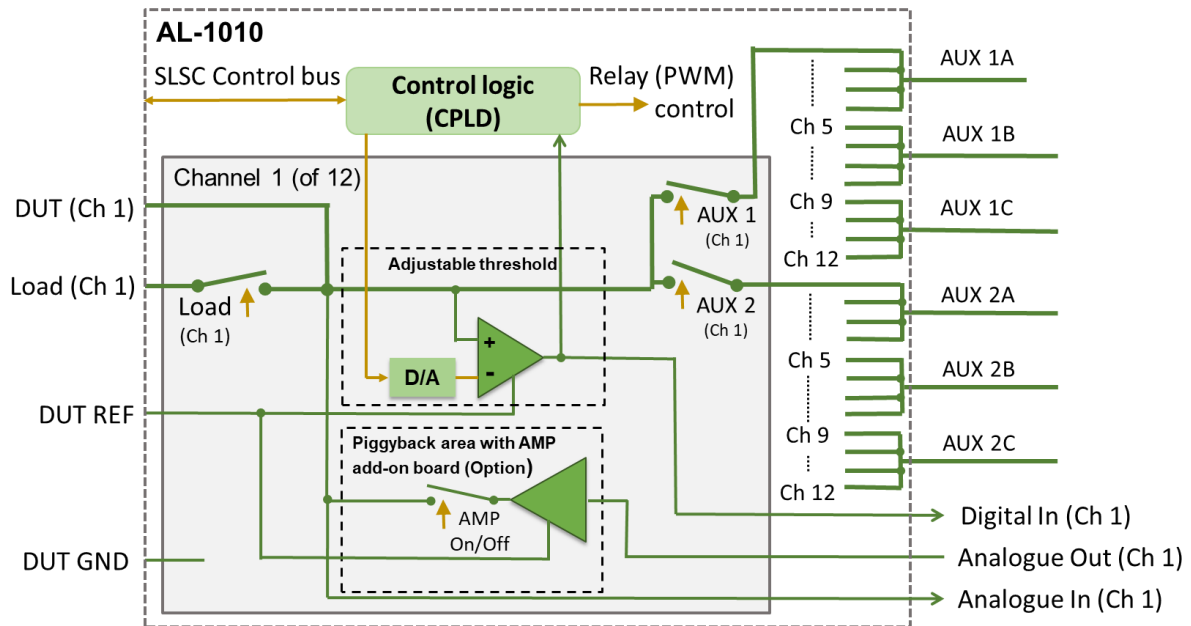 AL-1010
SLSC Control bus
Control logic
(CPLD)
Relay (PWM)
control
Channel 1 (of 12)
DUT (Ch 1)
Load (Ch 1)
Load
(Ch 1)
DUT REF
DUT GND
Adjustable threshold
+
-
D/A
Piggyback area with AMP
add-on board (Option)
AMP
On/Off
AUX 1
(Ch 1)
AUX 2
(Ch 1)
AUX 1A
Ch 5
AUX 1B
Ch 9
AUX 1C
Ch 12
AUX 2A
Ch 5
AUX 2B
Ch 9
AUX 2C
Ch 12
Digital In (Ch 1)
Analogue Out (Ch 1)
Analogue In (Ch 1)